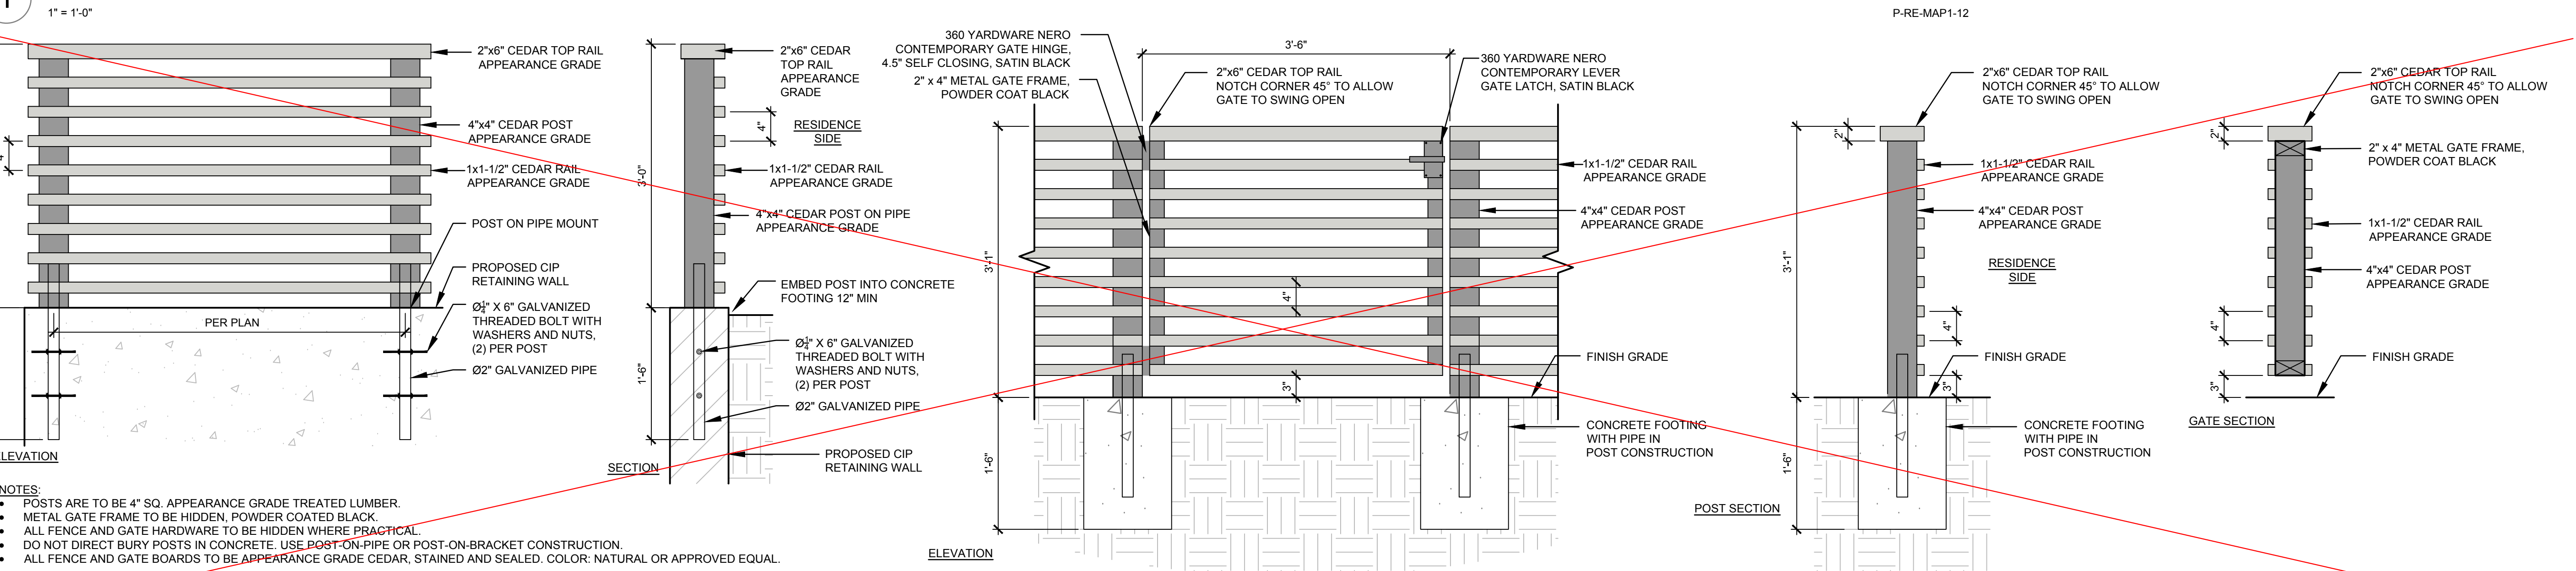 1" = 1'-0"
P-RE-MAP1-12
2"x6" CEDAR TOP RAIL
APPEARANCE GRADE
4"x4" CEDAR POST
APPEARANCE GRADE
1x1-1/2" CEDAR RAIL
APPEARANCE GRADE
POST ON PIPE MOUNT
PROPOSED CIP
RETAINING WALL
Ø¼" X 6" GALVANIZED
THREADED BOLT WITH
WASHERS AND NUTS,
(2) PER POST
Ø2" GALVANIZED PIPE
PER PLAN
3'-0"
1'-6"
2"x6" CEDAR
TOP RAIL
APPEARANCE
GRADE
4"
RESIDENCE
SIDE
1x1-1/2" CEDAR RAIL
APPEARANCE GRADE
4"x4" CEDAR POST ON PIPE
APPEARANCE GRADE
EMBED POST INTO CONCRETE
FOOTING 12" MIN
Ø¼" X 6" GALVANIZED
THREADED BOLT WITH
WASHERS AND NUTS,
(2) PER POST
Ø2" GALVANIZED PIPE
PROPOSED CIP
RETAINING WALL
SECTION
NOTES:
• POSTS ARE TO BE 4" SQ. APPEARANCE GRADE TREATED LUMBER.
• METAL GATE FRAME TO BE HIDDEN, POWDER COATED BLACK.
• ALL FENCE AND GATE HARDWARE TO BE HIDDEN WHERE PRACTICAL.
• DO NOT DIRECT BURY POSTS IN CONCRETE. USE POST-ON-PIPE OR POST-ON-BRACKET CONSTRUCTION.
• ALL FENCE AND GATE BOARDS TO BE APPEARANCE GRADE CEDAR, STAINED AND SEALED. COLOR: NATURAL OR APPROVED EQUAL.
360 YARDWARE NERO
CONTEMPORARY GATE HINGE,
4.5" SELF CLOSING, SATIN BLACK
2" x 4" METAL GATE FRAME,
POWDER COAT BLACK
3'-6"
2"x6" CEDAR TOP RAIL
NOTCH CORNER 45° TO ALLOW
GATE TO SWING OPEN
360 YARDWARE NERO
CONTEMPORARY LEVER
GATE LATCH, SATIN BLACK
1x1-1/2" CEDAR RAIL
APPEARANCE GRADE
4"x4" CEDAR POST
APPEARANCE GRADE
3'-1"
4"
3"
FINISH GRADE
1'-6"
CONCRETE FOOTING
WITH PIPE IN
POST CONSTRUCTION
ELEVATION
2"x6" CEDAR TOP RAIL
NOTCH CORNER 45° TO ALLOW
GATE TO SWING OPEN
2"
1x1-1/2" CEDAR RAIL
APPEARANCE GRADE
4"x4" CEDAR POST
APPEARANCE GRADE
3'-1"
RESIDENCE
SIDE
4"
FINISH GRADE
3"
1'-6"
CONCRETE FOOTING
WITH PIPE IN
POST CONSTRUCTION
POST SECTION
2"x6" CEDAR TOP RAIL
NOTCH CORNER 45° TO ALLOW
GATE TO SWING OPEN
2"
2" x 4" METAL GATE FRAME,
POWDER COAT BLACK
1x1-1/2" CEDAR RAIL
APPEARANCE GRADE
4"x4" CEDAR POST
APPEARANCE GRADE
4"
FINISH GRADE
3"
GATE SECTION